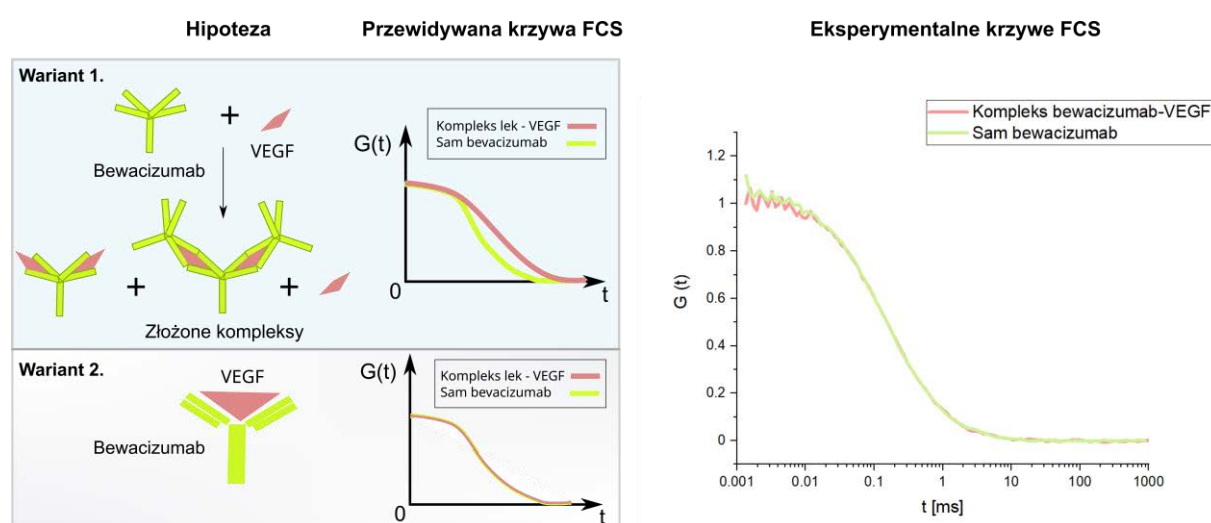 Hipoteza
Przewidywana krzywa FCS
Eksperymentalne krzywe FCS
Wariant 1.
+
VEGF
Bewacizumab
+
+
Złożone kompleksy
Kompleks lek - VEGF
Sam bevacizumab
G(t)
0
t
Wariant 2.
VEGF
Bewacizumab
Kompleks lek - VEGF
Sam bevacizumab
G(t)
0
t
Kompleks bewacizumab-VEGF
Sam bewacizumab
1.2
1
0.8
0.6
0.4
0.2
0
G (t)
0.001 0.01 0.1 1 10 100 1000
t [ms]